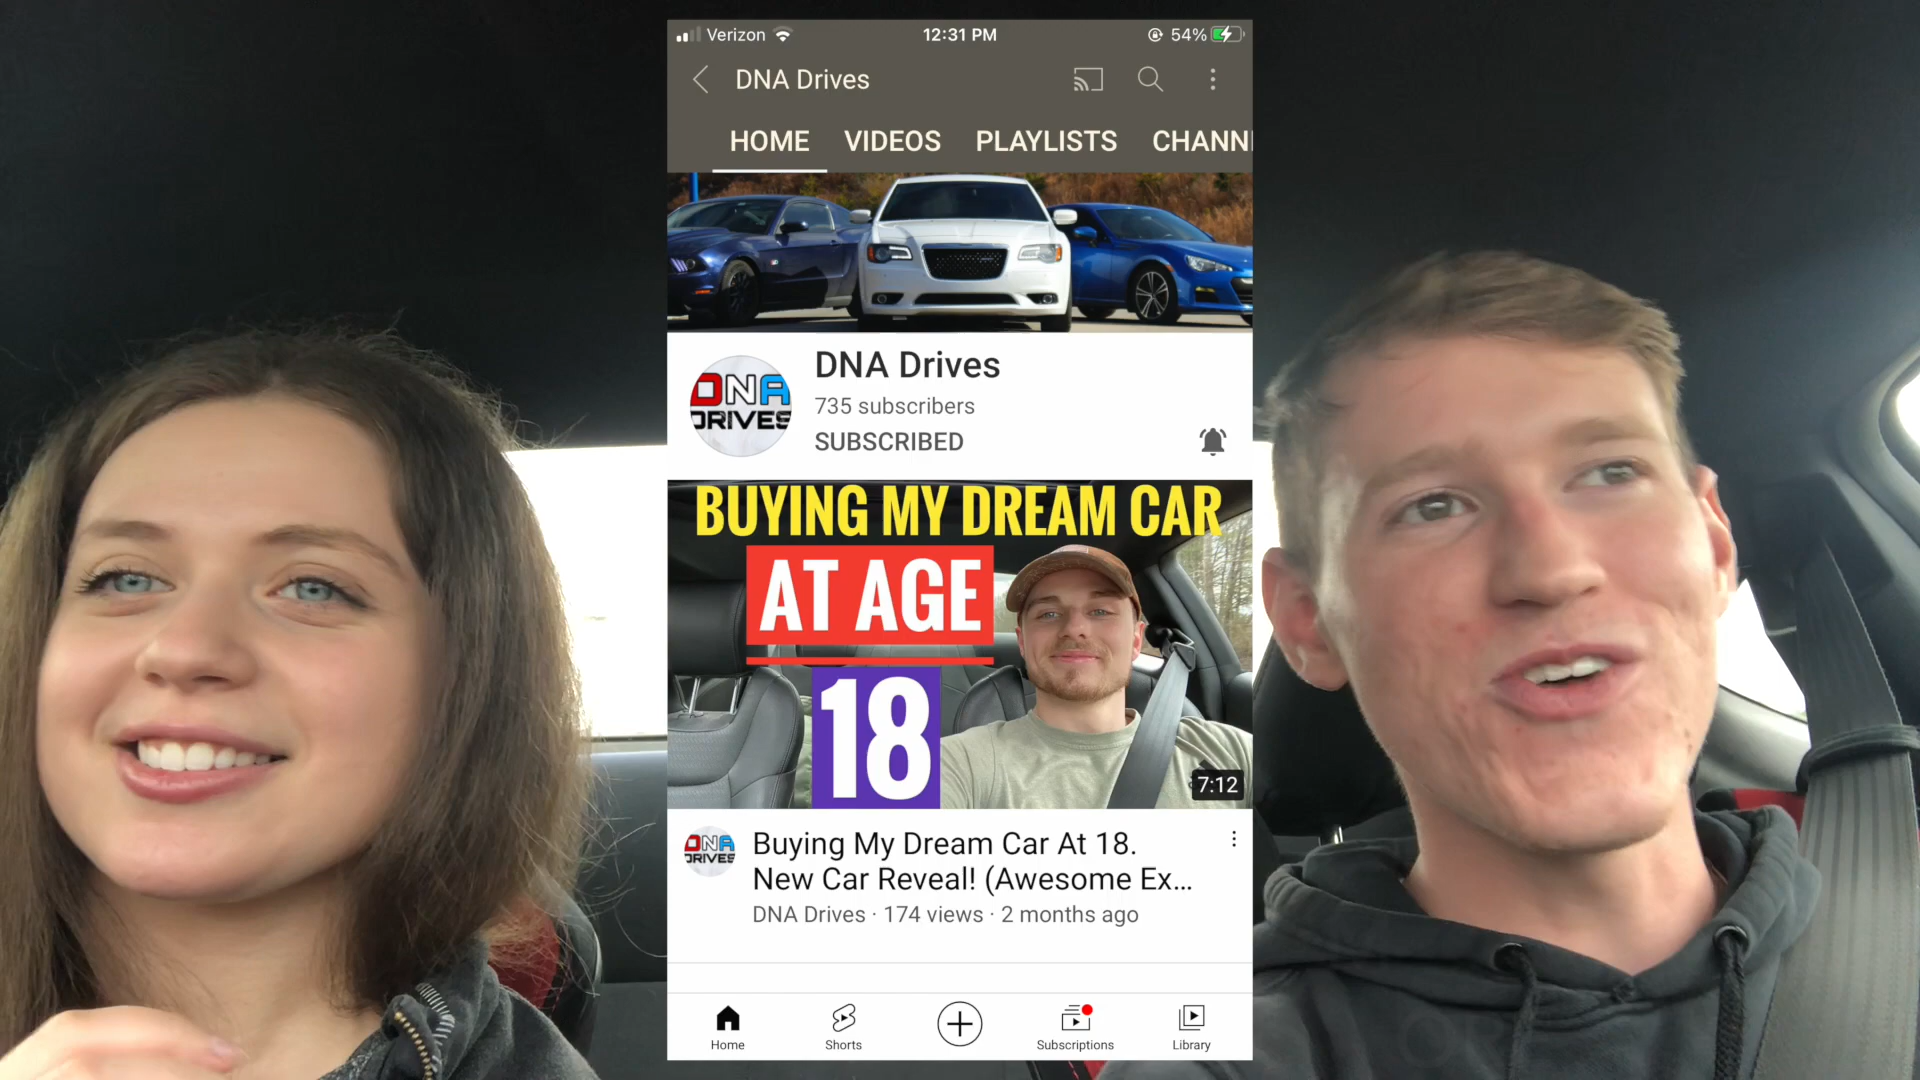 Verizon 12:31 PM 54%
DNA Drives
HOME VIDEOS PLAYLISTS CHANN
DNA DRIVES
DNA Drives
735 subscribers
SUBSCRIBED
BUYING MY DREAM CAR
AT AGE
18
7:12
DNA DRIVES
Buying My Dream Car At 18.
New Car Reveal! (Awesome Ex...
DNA Drives · 174 views · 2 months ago
Home Shorts Subscriptions Library